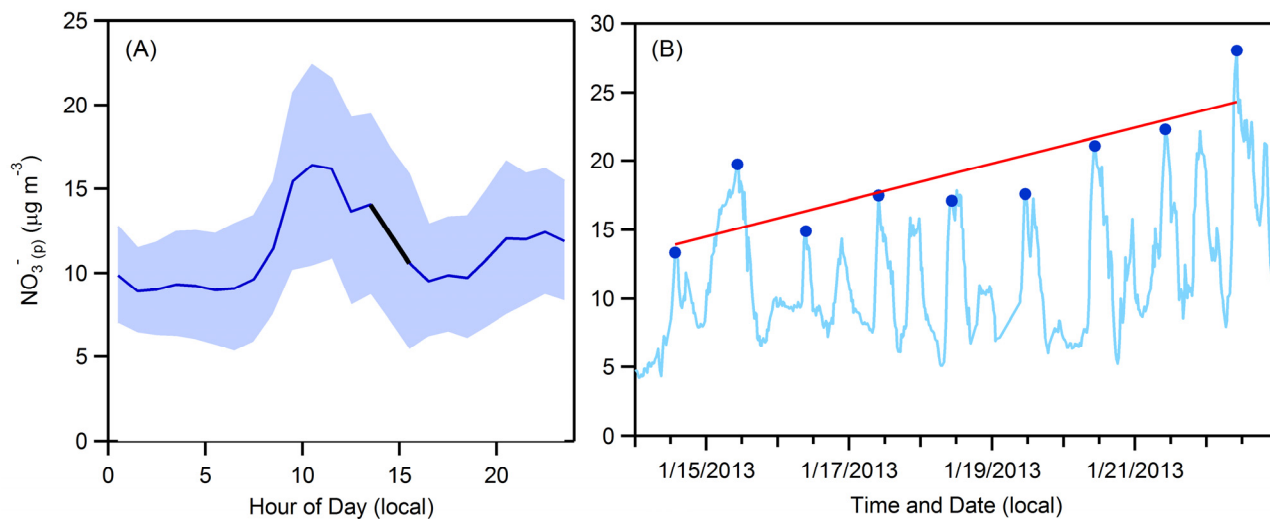 (A)
25
20
15
10
5
0
NO3⁻(p) (µg m⁻³)
0 5 10 15 20
Hour of Day (local)
(B)
30
25
20
15
10
5
0
1/15/2013 1/17/2013 1/19/2013 1/21/2013
Time and Date (local)